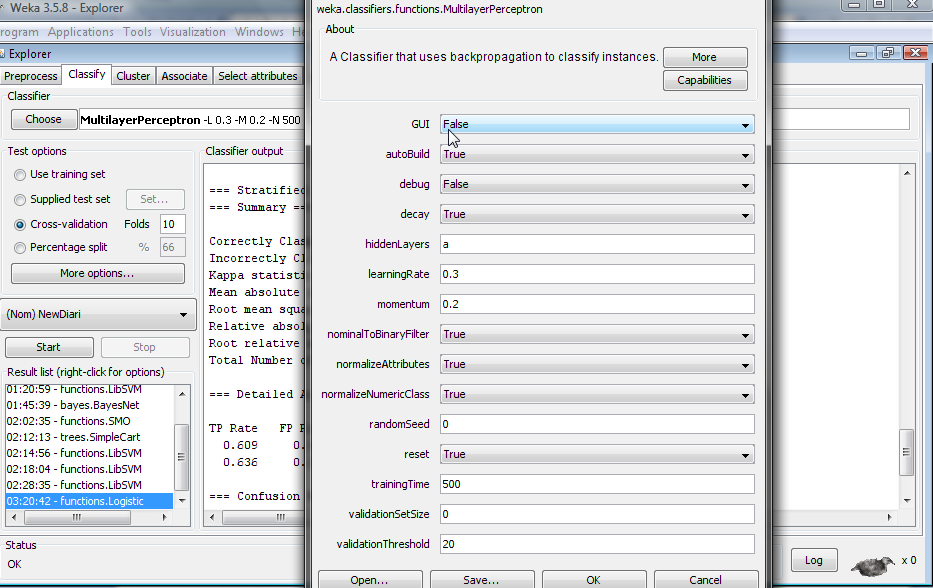 Weka 3.5.8 - Explorer
Program Applications Tools Visualization Windows He
Explorer
Preprocess Classify Cluster Associate Select attributes
Classifier
Choose MultilayerPerceptron -L 0.3 -M 0.2 -N 500
Test options
Use training set
Supplied test set Set...
Cross-validation Folds 10
Percentage split % 66
More options...
(Nom) NewDiari
Start Stop
Result list (right-click for options)
01:20:59 - functions.LibSVM
01:45:39 - bayes.BayesNet
02:02:35 - functions.SMO
02:12:13 - trees.SimpleCart
02:14:56 - functions.LibSVM
02:18:04 - functions.LibSVM
02:28:35 - functions.LibSVM
03:20:42 - functions.Logistic
Classifier output
=== Stratified
=== Summary ==
Correctly Clas
Incorrectly Cl
Kappa statisti
Mean absolute
Root mean squa
Relative absol
Root relative
Total Number o
=== Detailed A
TP Rate FP R
0.609 0.
0.636 0.
=== Confusion
weka.classifiers.functions.MultilayerPerceptron
About
A Classifier that uses backpropagation to classify instances.
More
Capabilities
GUI False
autoBuild True
debug False
decay True
hiddenLayers a
learningRate 0.3
momentum 0.2
nominalToBinaryFilter True
normalizeAttributes True
normalizeNumericClass True
randomSeed 0
reset True
trainingTime 500
validationSetSize 0
validationThreshold 20
Open... Save... OK Cancel
Status
OK
Log x 0